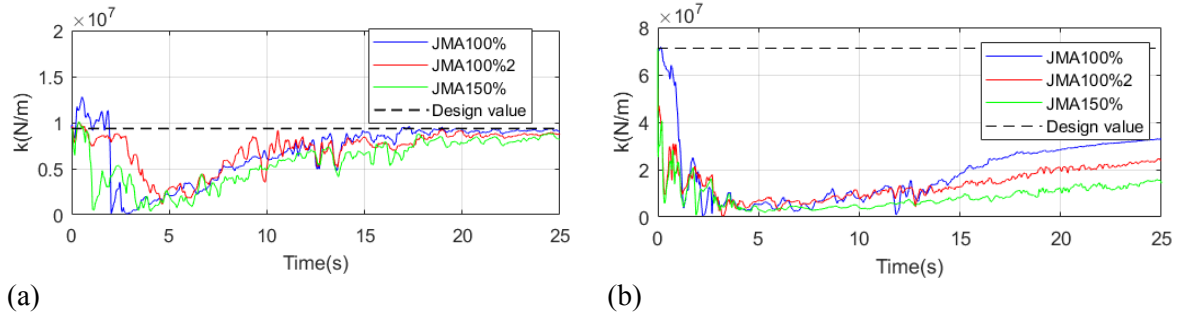 ×10⁷
2
1.5
1
0.5
0
k(N/m)
JMA100%
JMA100%2
JMA150%
Design value
0 5 10 15 20 25
Time(s)
(a)
×10⁷
8
6
4
2
0
k(N/m)
JMA100%
JMA100%2
JMA150%
Design value
0 5 10 15 20 25
Time(s)
(b)